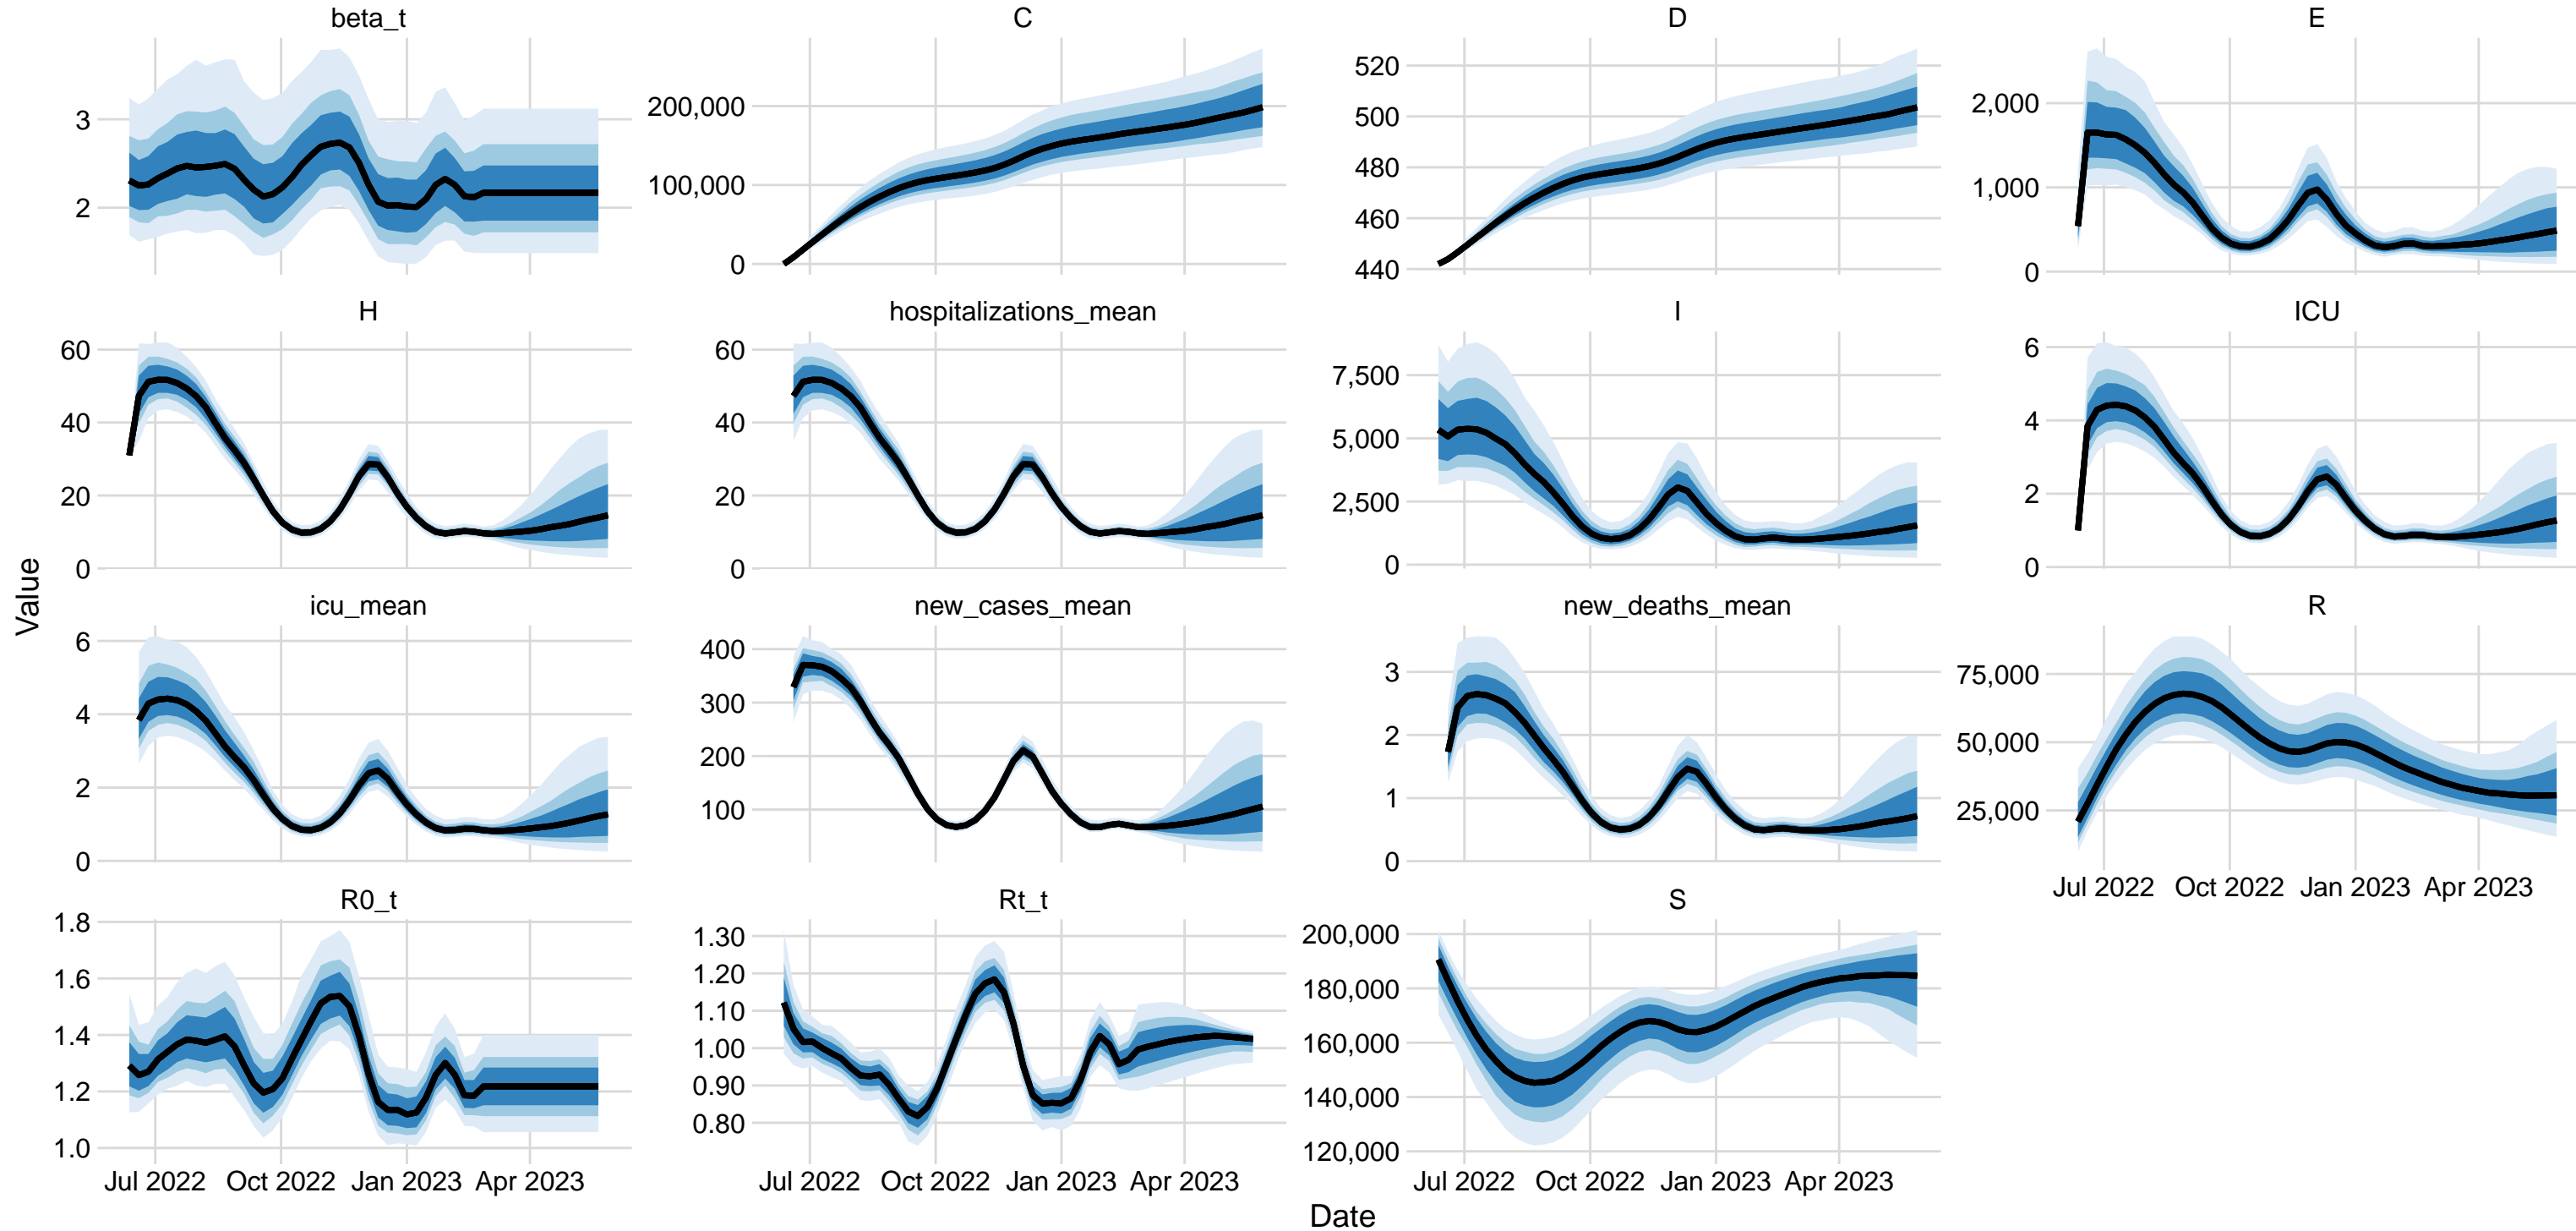 beta_t
C
D
E
3
2
200,000
100,000
0
520
500
480
460
440
2,000
1,000
0
H
hospitalizations_mean
I
ICU
60
40
20
0
60
40
20
0
7,500
5,000
2,500
0
6
4
2
0
Value
icu_mean
new_cases_mean
new_deaths_mean
R
6
4
2
0
400
300
200
100
3
2
1
0
75,000
50,000
25,000
Jul 2022 Oct 2022 Jan 2023 Apr 2023
R0_t
Rt_t
S
1.8
1.6
1.4
1.2
1.0
1.30
1.20
1.10
1.00
0.90
0.80
200,000
180,000
160,000
140,000
120,000
Jul 2022 Oct 2022 Jan 2023 Apr 2023
Jul 2022 Oct 2022 Jan 2023 Apr 2023
Jul 2022 Oct 2022 Jan 2023 Apr 2023
Date